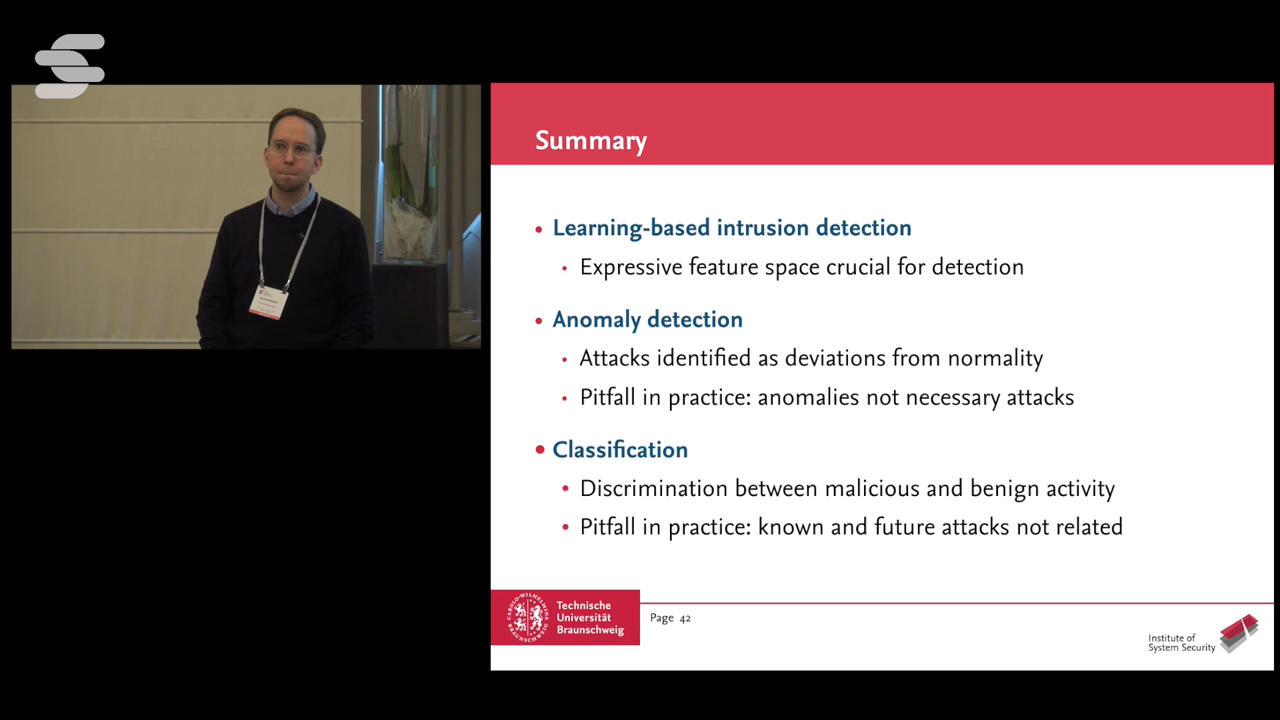 Summary
• Learning-based intrusion detection
• Expressive feature space crucial for detection
• Anomaly detection
• Attacks identified as deviations from normality
• Pitfall in practice: anomalies not necessary attacks
• Classification
• Discrimination between malicious and benign activity
• Pitfall in practice: known and future attacks not related
Technische
Universität
Braunschweig
Page 42
Institute of
System Security